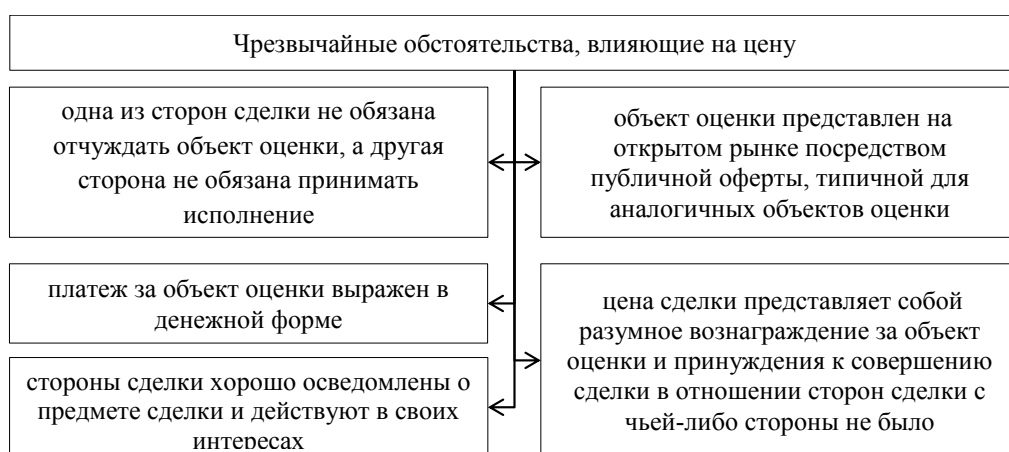 Чрезвычайные обстоятельства, влияющие на цену
одна из сторон сделки не обязана
отчуждать объект оценки, а другая
сторона не обязана принимать
исполнение
объект оценки представлен на
открытом рынке посредством
публичной оферты, типичной для
аналогичных объектов оценки
платеж за объект оценки выражен в
денежной форме
цена сделки представляет собой
разумное вознаграждение за объект
оценки и принуждения к совершению
сделки в отношении сторон сделки с
чьей-либо стороны не было
стороны сделки хорошо осведомлены о
предмете сделки и действуют в своих
интересах